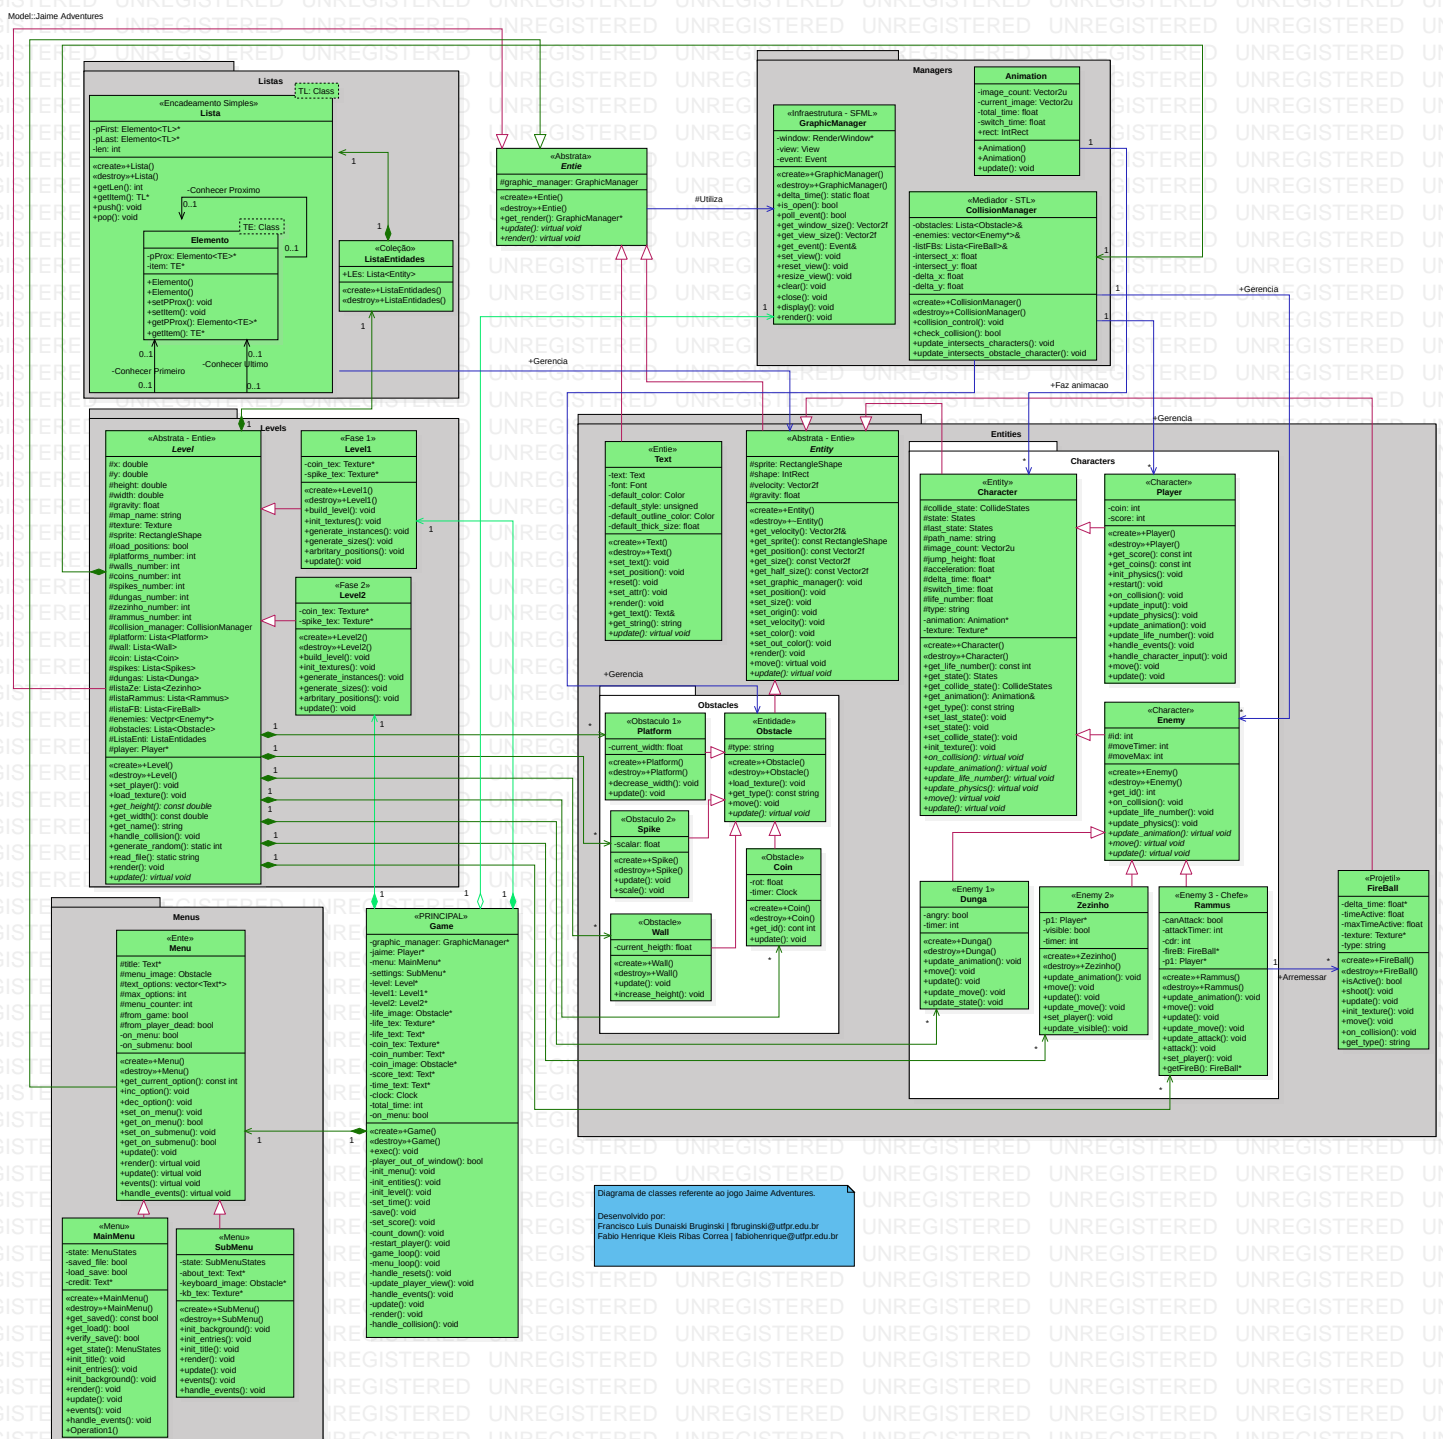 Model::Jaime Adventures
Listas
TL: Class
«Encadeamento Simples»
Lista
-pFirst: Elemento<TL>*
-pLast: Elemento<TL>*
-len: int
«create»+Lista()
«destroy»+Lista()
+getLen(): int
+getItem(): TL*
+push(): void
+pop(): void
-Conhecer Proximo
0..1
0..1
TE: Class
Elemento
-pProx: Elemento<TE>*
-item: TE*
+Elemento()
+Elemento()
+setPProx(): void
+setItem(): void
+getPProx(): Elemento<TE>*
+getItem(): TE*
0..1
0..1
-Conhecer Primeiro
-Conhecer Ultimo
0..1
0..1
1
1
«Coleção»
ListaEntidades
+LEs: Lista<Entity>
«create»+ListaEntidades()
«destroy»+ListaEntidades()
1
«Abstrata»
Entie
#graphic_manager: GraphicManager
«create»+Entie()
«destroy»+Entie()
+get_render(): GraphicManager*
+update(): virtual void
+render(): virtual void
#Utiliza
+Gerencia
Managers
«Infraestrutura - SFML»
GraphicManager
-window: RenderWindow*
-view: View
-event: Event
«create»+GraphicManager()
«destroy»+GraphicManager()
+delta_time(): static float
+is_open(): bool
+poll_event(): bool
+get_window_size(): Vector2f
+get_view_size(): Vector2f
+get_event(): Event&
+set_view(): void
+reset_view(): void
+resize_view(): void
+clear(): void
+close(): void
+display(): void
+render(): void
1
Animation
-image_count: Vector2u
-current_image: Vector2u
-total_time: float
-switch_time: float
+rect: IntRect
+Animation()
+Animation()
+update(): void
1
«Mediador - STL»
CollisionManager
-obstacles: Lista<Obstacle>&
-enemies: vector<Enemy*>&
-listFBs: Lista<FireBall>&
-intersect_x: float
-intersect_y: float
-delta_x: float
-delta_y: float
«create»+CollisionManager()
«destroy»+CollisionManager()
+collision_control(): void
+check_collision(): bool
+update_intersects_characters(): void
+update_intersects_obstacle_character(): void
1
1
+Gerencia
1
+Faz animacao
+Gerencia
Levels
1
«Abstrata - Entie»
Level
#x: double
#y: double
#height: double
#width: double
#gravity: float
#map_name: string
#texture: Texture
#sprite: RectangleShape
#load_positions: bool
#platforms_number: int
#walls_number: int
#coins_number: int
#spikes_number: int
#dungas_number: int
#zezinho_number: int
#rammus_number: int
#collision_manager: CollisionManager
#platform: Lista<Platform>
#wall: Lista<Wall>
#coin: Lista<Coin>
#spikes: Lista<Spikes>
#dungas: Lista<Dunga>
#listaZe: Lista<Zezinho>
#listaRammus: Lista<Rammus>
#listaFB: Lista<FireBall>
#enemies: Vectpr<Enemy*>
#obstacles: Lista<Obstacle>
#ListaEnti: ListaEntidades
#player: Player*
«create»+Level()
«destroy»+Level()
+set_player(): void
+load_texture(): void
+get_height(): const double
+get_width(): const double
+get_name(): string
+handle_collision(): void
+generate_random(): static int
+read_file(): static string
+render(): void
+update(): virtual void
«Fase 1»
Level1
-coin_tex: Texture*
-spike_tex: Texture*
«create»+Level1()
«destroy»+Level1()
+build_level(): void
+init_textures(): void
+generate_instances(): void
+generate_sizes(): void
+arbritary_positions(): void
+update(): void
1
«Fase 2»
Level2
-coin_tex: Texture*
-spike_tex: Texture*
«create»+Level2()
«destroy»+Level2()
+build_level(): void
+init_textures(): void
+generate_instances(): void
+generate_sizes(): void
+arbritary_positions(): void
+update(): void
1
1
1
1
1
1
1
1
Entities
«Entie»
Text
-text: Text
-font: Font
-default_color: Color
-default_style: unsigned
-default_outline_color: Color
-default_thick_size: float
«create»+Text()
«destroy»+Text()
+set_text(): void
+set_position(): void
+reset(): void
+set_attr(): void
+render(): void
+get_text(): Text&
+get_string(): string
+update(): virtual void
«Abstrata - Entie»
Entity
#sprite: RectangleShape
#shape: IntRect
#velocity: Vector2f
#gravity: float
«create»+Entity()
«destroy»+~Entity()
+get_velocity(): Vector2f&
+get_sprite(): const RectangleShape
+get_position(): const Vector2f
+get_size(): const Vector2f
+get_half_size(): const Vector2f
+set_graphic_manager(): void
+set_position(): void
+set_size(): void
+set_origin(): void
+set_velocity(): void
+set_color(): void
+set_out_color(): void
+render(): void
+move(): virtual void
+update(): virtual void
+Gerencia
Characters
«Entity»
Character
#collide_state: CollideStates
#state: States
#last_state: States
#path_name: string
#image_count: Vector2u
#jump_height: float
#acceleration: float
#delta_time: float*
#switch_time: float
#life_number: float
#type: string
-animation: Animation*
-texture: Texture*
«create»+Character()
«destroy»+Character()
+get_life_number(): const int
+get_state(): States
+get_collide_state(): CollideStates
+get_animation(): Animation&
+get_type(): const string
+set_last_state(): void
+set_state(): void
+set_collide_state(): void
+init_texture(): void
+on_collision(): virtual void
+update_animation(): virtual void
+update_life_number(): virtual void
+update_physics(): virtual void
+move(): virtual void
+update(): virtual void
*
*
«Character»
Player
-coin: int
-score: int
«create»+Player()
«destroy»+Player()
+get_score(): const int
+get_coins(): const int
+init_physics(): void
+restart(): void
+on_collision(): void
+update_input(): void
+update_physics(): void
+update_animation(): void
+update_life_number(): void
+handle_events(): void
+handle_character_input(): void
+move(): void
+update(): void
*
«Character»
Enemy
#id: int
#moveTimer: int
#moveMax: int
«create»+Enemy()
«destroy»+Enemy()
+get_id(): int
+on_collision(): void
+update_life_number(): void
+update_physics(): void
+update_animation(): virtual void
+move(): virtual void
+update(): virtual void
Obstacles
*
«Obstaculo 1»
Platform
-current_width: float
«create»+Platform()
«destroy»+Platform()
+decrease_width(): void
+update(): void
«Entidade»
Obstacle
#type: string
«create»+Obstacle()
«destroy»+Obstacle()
+load_texture(): void
+get_type(): const string
+move(): void
+update(): virtual void
*
«Obstaculo 2»
Spike
-scalar: float
«create»+Spike()
«destroy»+Spike()
+update(): void
+scale(): void
«Obstacle»
Coin
-rot: float
-timer: Clock
«create»+Coin()
«destroy»+Coin()
+get_id(): cont int
+update(): void
*
*
«Obstacle»
Wall
-current_heigth: float
«create»+Wall()
«destroy»+Wall()
+update(): void
+increase_height(): void
«Enemy 1»
Dunga
-angry: bool
-timer: int
«create»+Dunga()
«destroy»+Dunga()
+update_animation(): void
+move(): void
+update(): void
+update_move(): void
+update_state(): void
*
«Enemy 2»
Zezinho
-p1: Player*
-visible: bool
-timer: int
«create»+Zezinho()
«destroy»+Zezinho()
+update_animation(): void
+move(): void
+update(): void
+update_move(): void
+set_player(): void
+update_visible(): void
*
«Enemy 3 - Chefe»
Rammus
-canAttack: bool
-attackTimer: int
-cdr: int
-fireB: FireBall*
-p1: Player*
«create»+Rammus()
«destroy»+Rammus()
+update_animation(): void
+move(): void
+update(): void
+update_move(): void
+update_attack(): void
+attack(): void
+set_player(): void
+getFireB(): FireBall*
*
1
*
+Arremessar
«Projetil»
FireBall
-delta_time: float*
-timeActive: float
-maxTimeActive: float
-texture: Texture*
-type: string
«create»+FireBall()
«destroy»+FireBall()
+isActive(): bool
+shoot(): void
+update(): void
+init_texture(): void
+move(): void
+on_collision(): void
+get_type(): string
Menus
«Ente»
Menu
#title: Text*
#menu_image: Obstacle
#text_options: vector<Text*>
#max_options: int
#menu_counter: int
#from_game: bool
#from_player_dead: bool
-on_menu: bool
-on_submenu: bool
«create»+Menu()
«destroy»+Menu()
+get_current_option(): const int
+inc_option(): void
+dec_option(): void
+set_on_menu(): void
+get_on_menu(): bool
+set_on_submenu(): void
+get_on_submenu(): bool
+update(): void
+render(): virtual void
+update(): virtual void
+events(): virtual void
+handle_events(): virtual void
1
1
«Menu»
MainMenu
-state: MenuStates
-saved_file: bool
-load_save: bool
-credit: Text*
«create»+MainMenu()
«destroy»+MainMenu()
+get_saved(): const bool
+get_load(): bool
+verify_save(): bool
+get_state(): MenuStates
+init_title(): void
+init_entries(): void
+init_background(): void
+render(): void
+update(): void
+events(): void
+handle_events(): void
+Operation1()
«Menu»
SubMenu
-state: SubMenuStates
-about_text: Text*
-keyboard_image: Obstacle*
-kb_tex: Texture*
«create»+SubMenu()
«destroy»+SubMenu()
+init_background(): void
+init_entries(): void
+init_title(): void
+render(): void
+update(): void
+events(): void
+handle_events(): void
1
1
1
«PRINCIPAL»
Game
-graphic_manager: GraphicManager*
-jaime: Player*
-menu: MainMenu*
-settings: SubMenu*
-level: Level*
-level1: Level1*
-level2: Level2*
-life_image: Obstacle*
-life_tex: Texture*
-life_text: Text*
-coin_tex: Texture*
-coin_number: Text*
-coin_image: Obstacle*
-score_text: Text*
-time_text: Text*
-clock: Clock
-total_time: int
-on_menu: bool
«create»+Game()
«destroy»+Game()
+exec(): void
-player_out_of_window(): bool
-init_menu(): void
-init_entities(): void
-init_level(): void
-set_time(): void
-save(): void
-set_score(): void
-count_down(): void
-restart_player(): void
-game_loop(): void
-menu_loop(): void
-handle_resets(): void
-update_player_view(): void
-handle_events(): void
-update(): void
-render(): void
-handle_collision(): void
Diagrama de classes referente ao jogo Jaime Adventures.
Desenvolvido por:
Francisco Luis Dunaiski Bruginski | fbruginski@utfpr.edu.br
Fabio Henrique Kleis Ribas Correa | fabiohenrique@utfpr.edu.br
UNREGISTERED